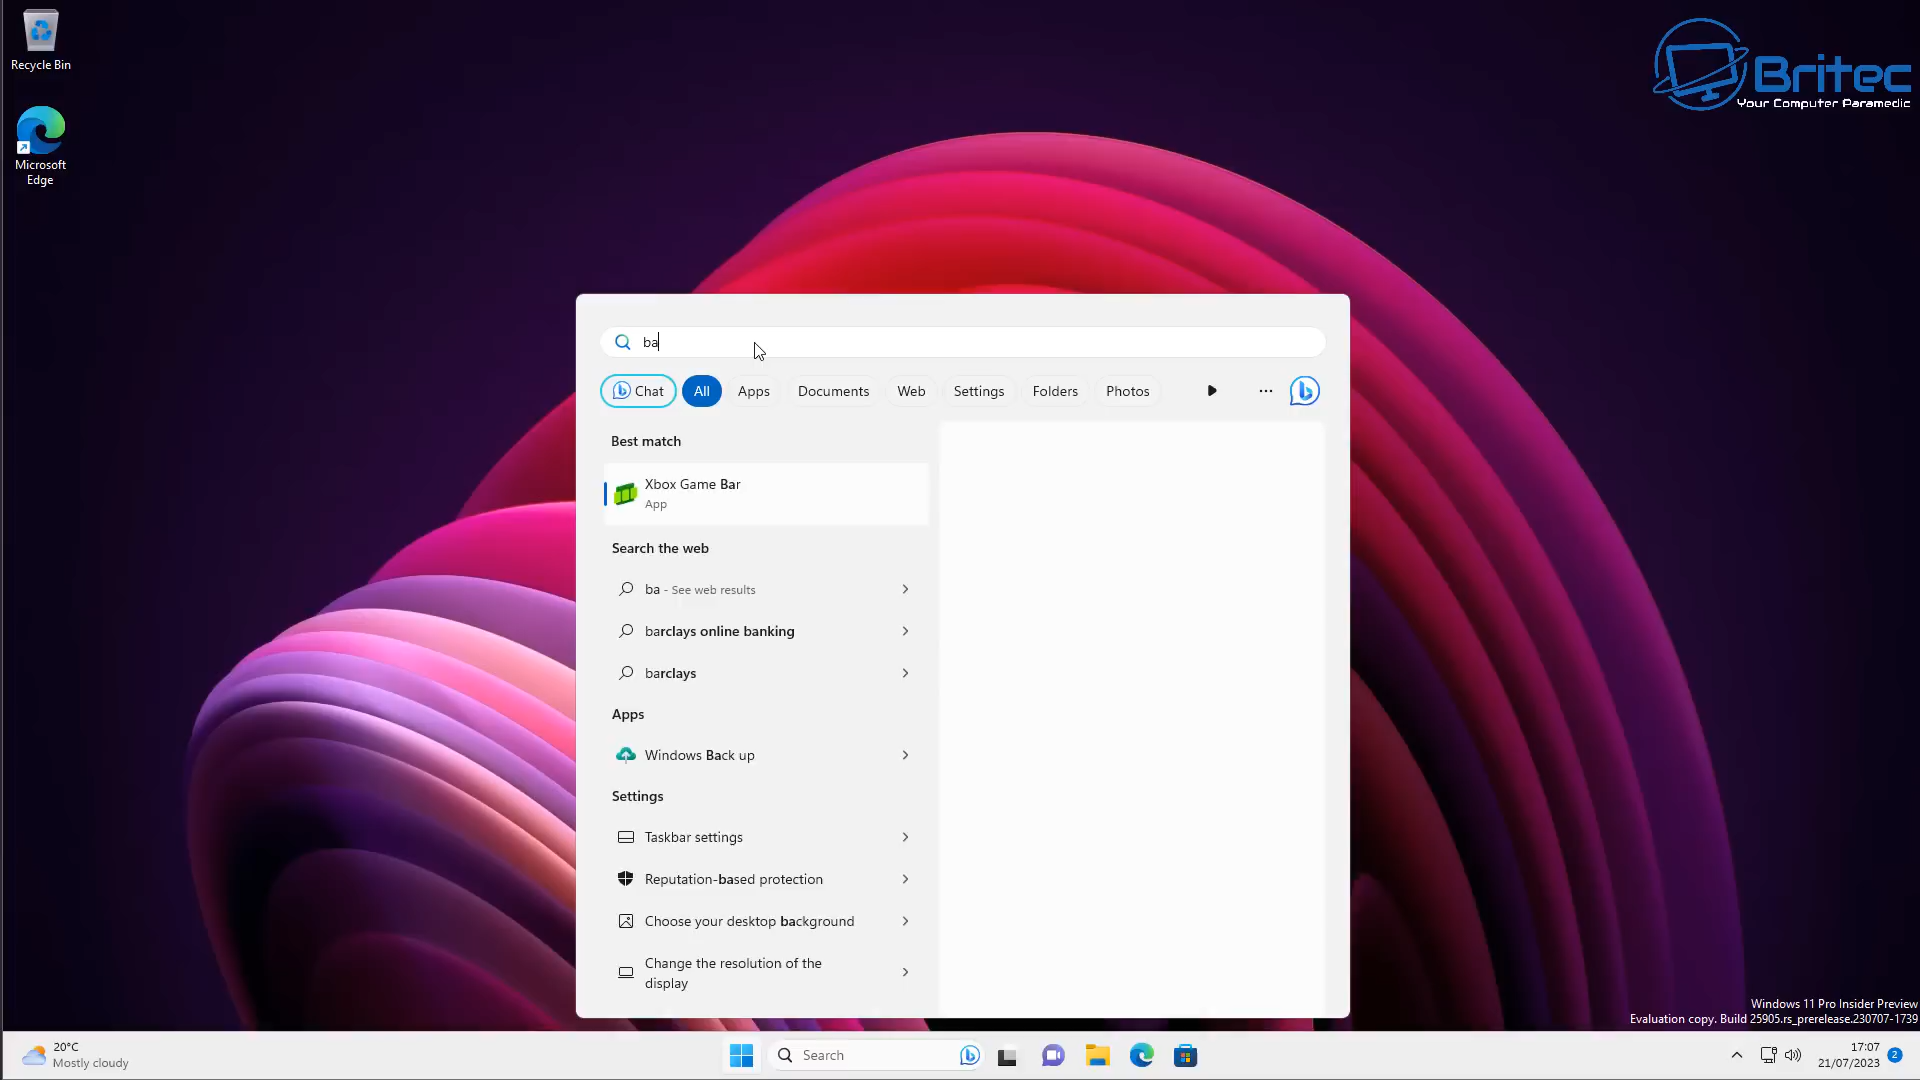 Recycle Bin
Microsoft
Edge
Britec
Your Computer Paramedic
ba
Chat
All
Apps
Documents
Web
Settings
Folders
Photos
Best match
Xbox Game Bar
App
Search the web
ba - See web results
barclays online banking
barclays
Apps
Windows Back up
Settings
Taskbar settings
Reputation-based protection
Choose your desktop background
Change the resolution of the
display
Windows 11 Pro Insider Preview
Evaluation copy. Build 25905.rs_prerelease.230707-1739
20°C
Mostly cloudy
Search
17:07
21/07/2023
2